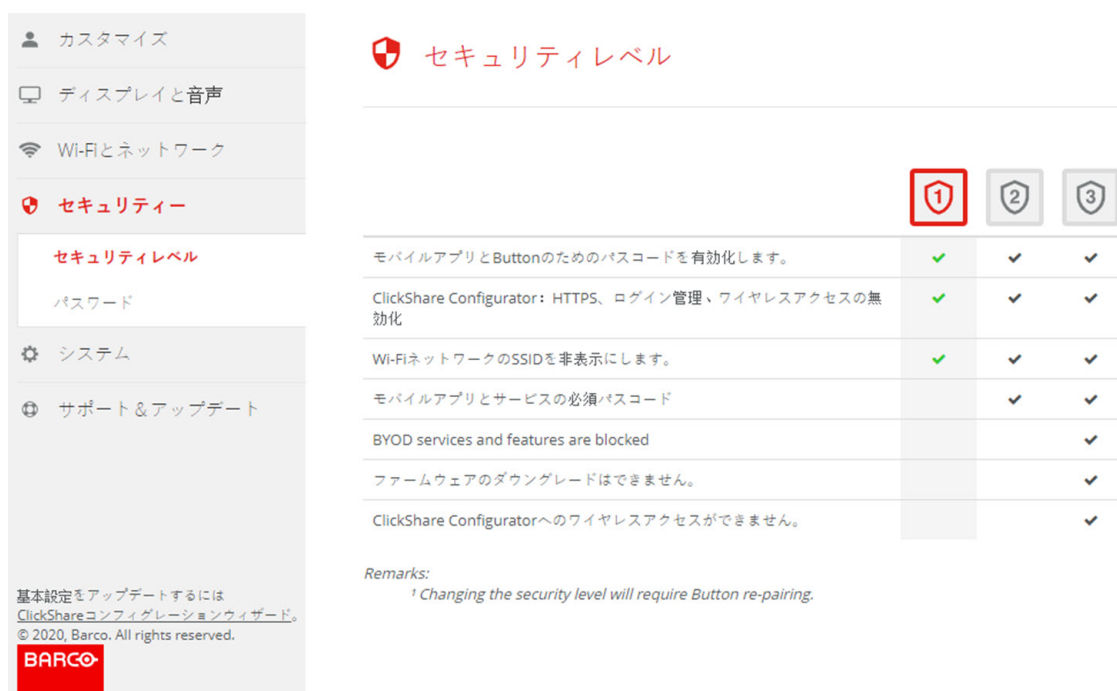 カスタマイズ
ディスプレイと音声
Wi-Fiとネットワーク
セキュリティー
セキュリティレベル
パスワード
システム
サポート＆アップデート
基本設定をアップデートするには
ClickShareコンフィグレーションウィザード。
© 2020, Barco. All rights reserved.
BARCO
セキュリティレベル
1 2 3
モバイルアプリとButtonのためのパスコードを有効化します。
ClickShare Configurator：HTTPS、ログイン管理、ワイヤレスアクセスの無
効化
Wi-FiネットワークのSSIDを非表示にします。
モバイルアプリとサービスの必須パスコード
BYOD services and features are blocked
ファームウェアのダウングレードはできません。
ClickShare Configuratorへのワイヤレスアクセスができません。
Remarks:
¹ Changing the security level will require Button re-pairing.